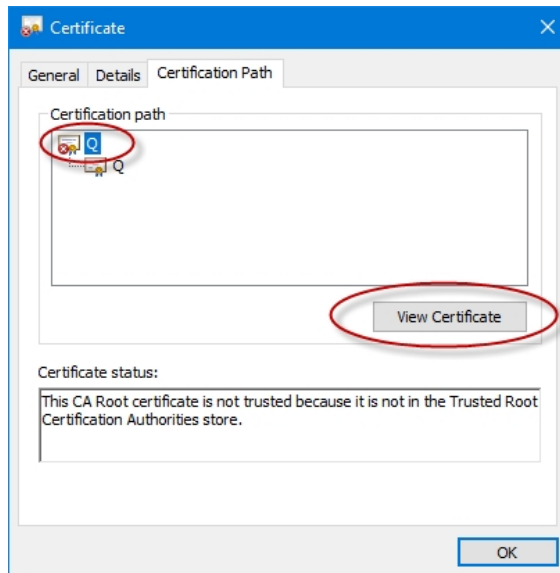 Certificate
General Details Certification Path
Certification path
Q
Q
View Certificate
Certificate status:
This CA Root certificate is not trusted because it is not in the Trusted Root
Certification Authorities store.
OK